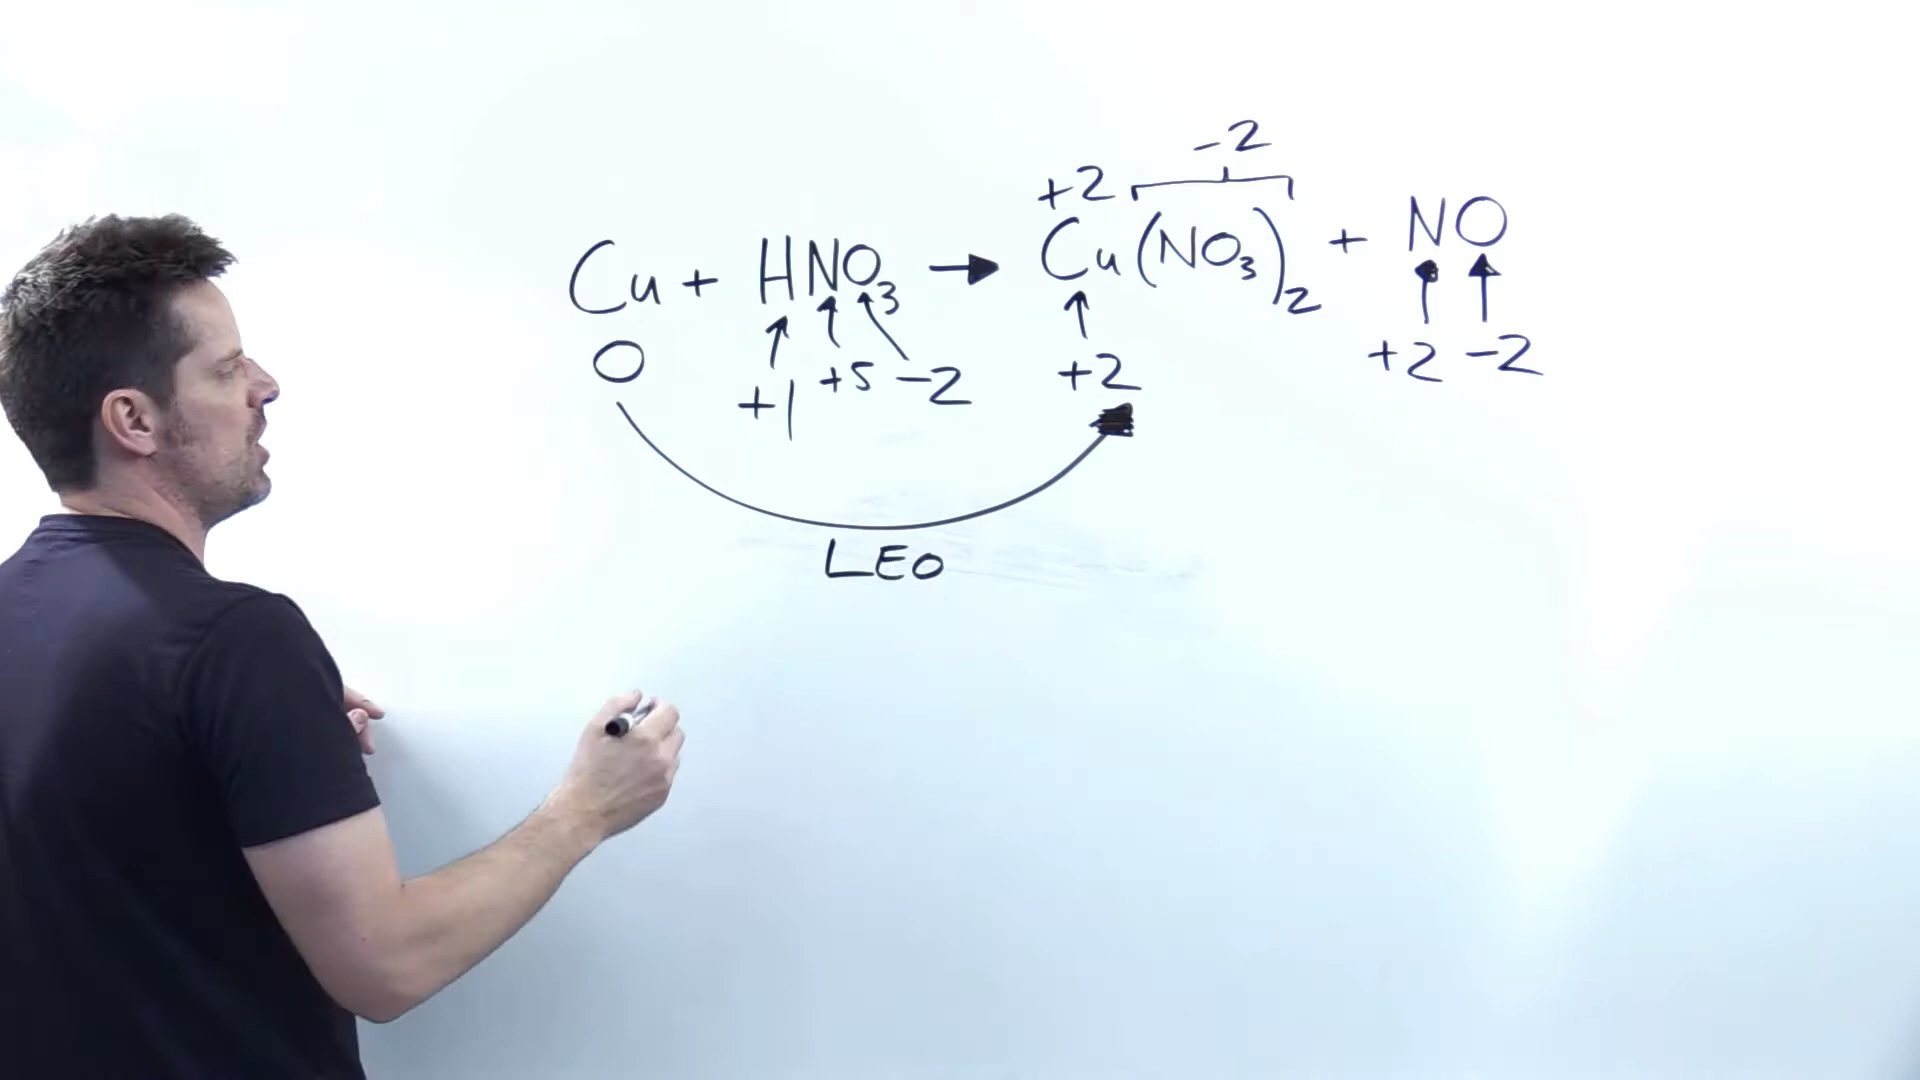 -2
+2
Cu + HNO3 → Cu(NO3)2 + NO
0 +1 +5 -2 +2 +2 -2
LEO